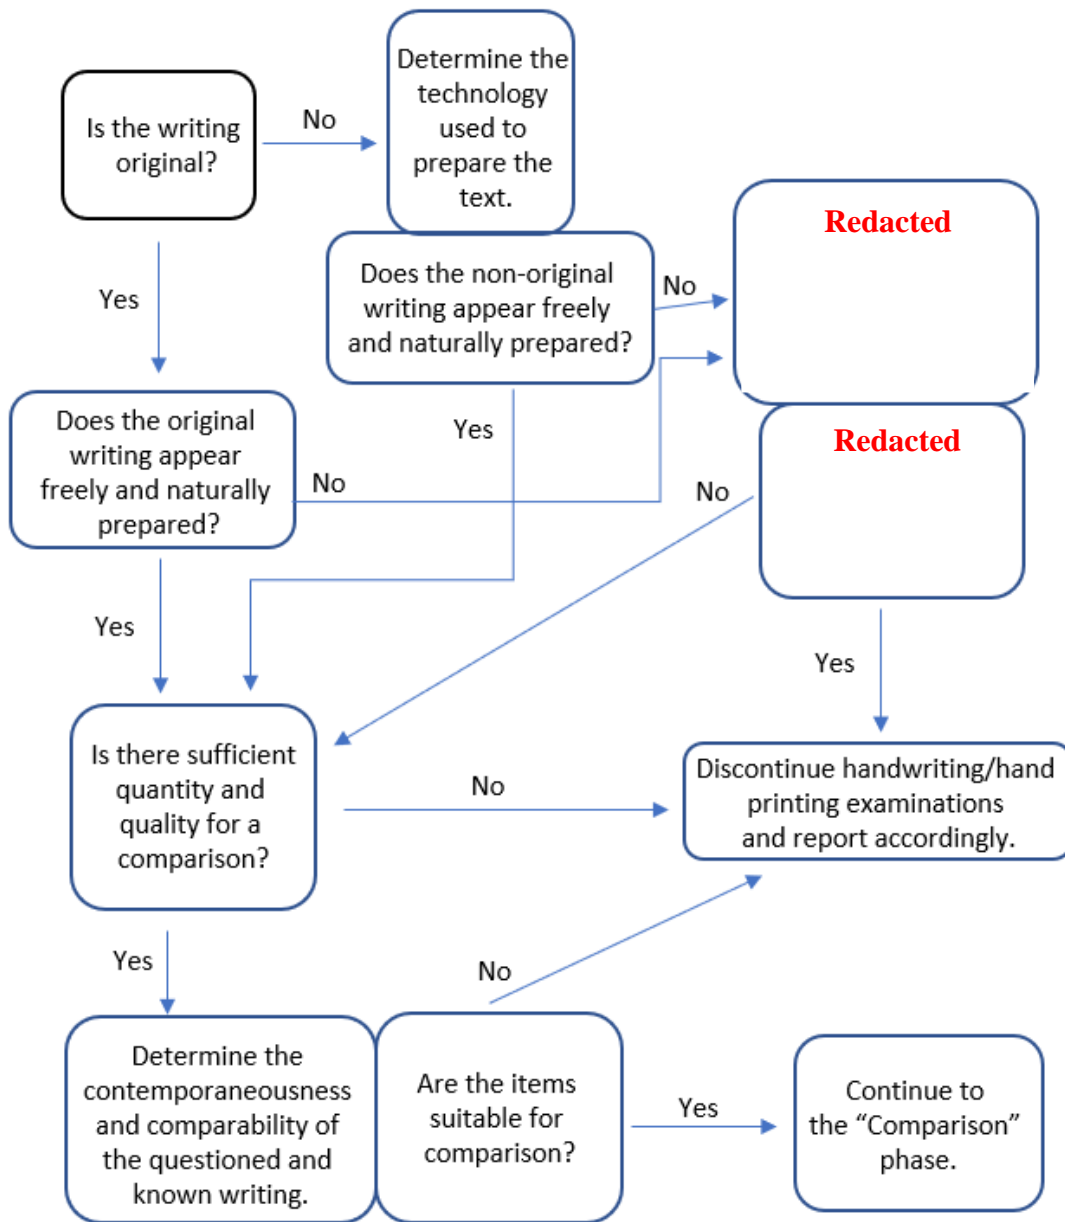 Is the writing
original?
No
Determine the
technology
used to
prepare the
text.
Redacted
Yes
Does the non-original
writing appear freely
and naturally prepared?
No
Does the original
writing appear
freely and naturally
prepared?
No
Yes
Redacted
No
Yes
Yes
Is there sufficient
quantity and
quality for a
comparison?
No
Discontinue handwriting/hand
printing examinations
and report accordingly.
Yes
No
Determine the
contemporaneousness
and comparability of
the questioned and
known writing.
Are the items
suitable for
comparison?
Yes
Continue to
the “Comparison”
phase.